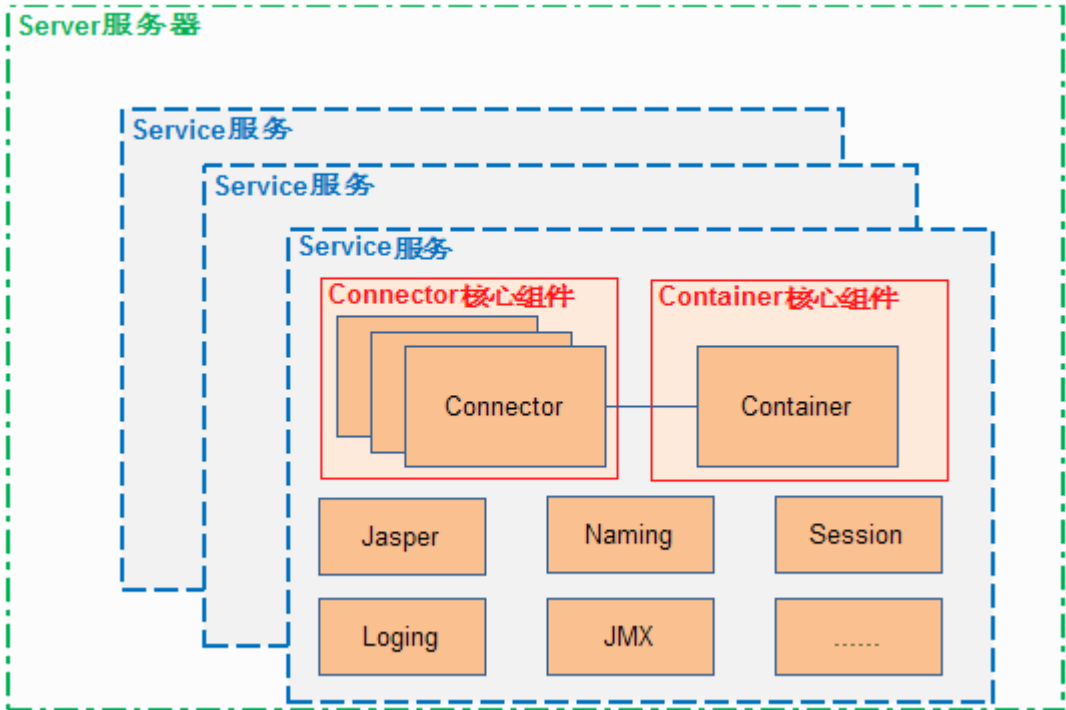 Server服务器
Service服务
Service服务
Service服务
Connector核心组件
Container核心组件
Connector
Container
Jasper
Naming
Session
Loging
JMX
......